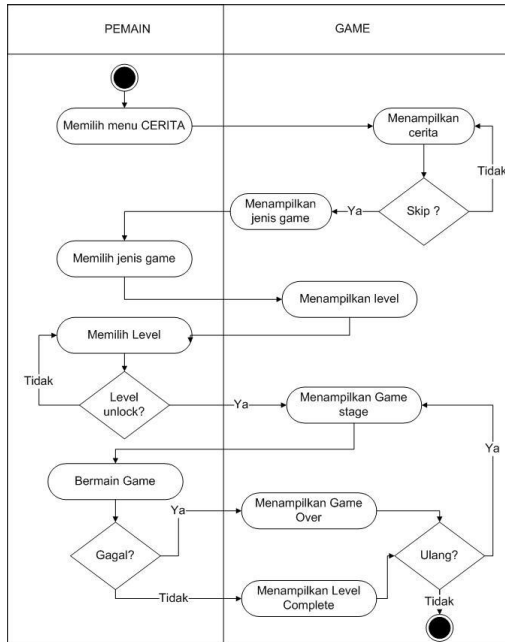 PEMAIN
GAME
Memilih menu CERITA
Menampilkan
cerita
Tidak
Skip ?
Ya
Menampilkan
jenis game
Memilih jenis game
Menampilkan level
Memilih Level
Tidak
Level
unlock?
Ya
Menampilkan Game
stage
Ya
Bermain Game
Ya
Menampilkan Game
Over
Gagal?
Ulang?
Tidak
Menampilkan Level
Complete
Tidak